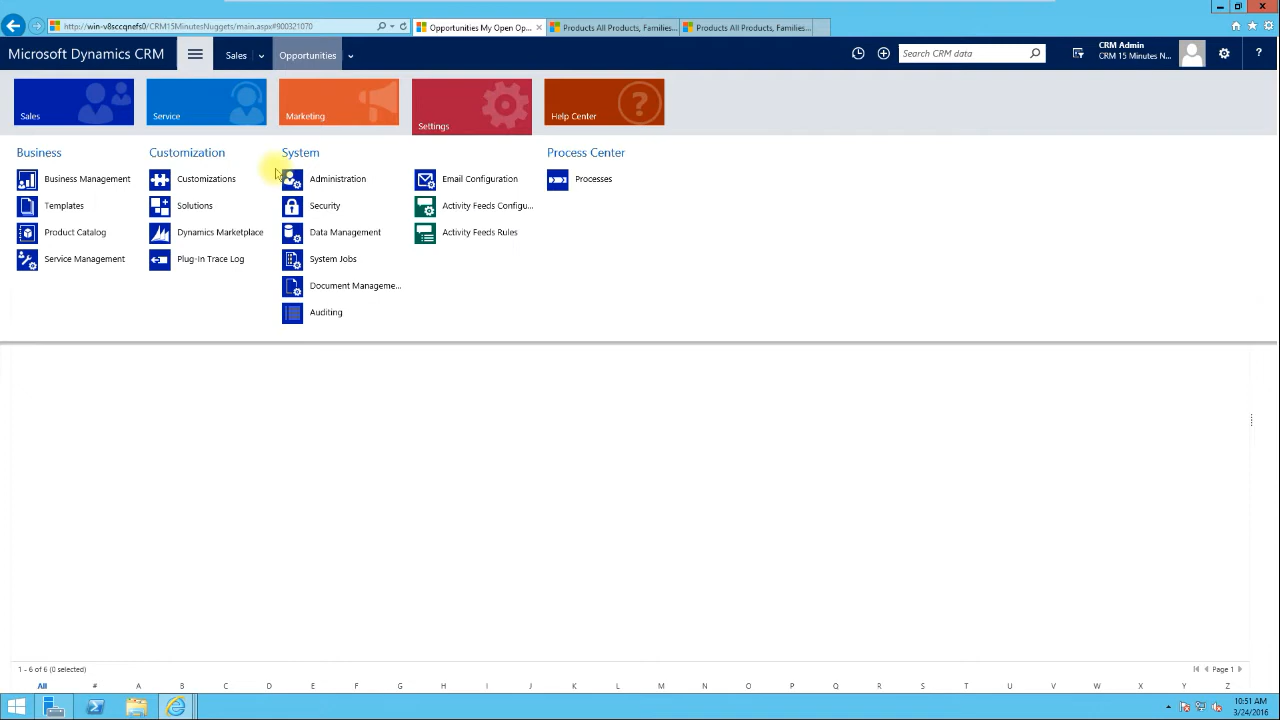 http://win-v8sccqnefs0/CRM15MinutesNuggets/main.aspx#900321070
Opportunities My Open Op...
Products All Products, Families...
Products All Products, Families...
Microsoft Dynamics CRM
Sales
Opportunities
Search CRM data
CRM Admin
CRM 15 Minutes N...
?
Sales
Service
Marketing
Settings
Help Center
Business
Customization
System
Process Center
Business Management
Customizations
Administration
Email Configuration
Processes
Templates
Solutions
Security
Activity Feeds Configu...
Product Catalog
Dynamics Marketplace
Data Management
Activity Feeds Rules
Service Management
Plug-In Trace Log
System Jobs
Document Manageme...
Auditing
1 - 6 of 6 (0 selected)
Page 1
All # A B C D E F G H I J K L M N O P Q R S T U V W X Y Z
10:51 AM
3/24/2016